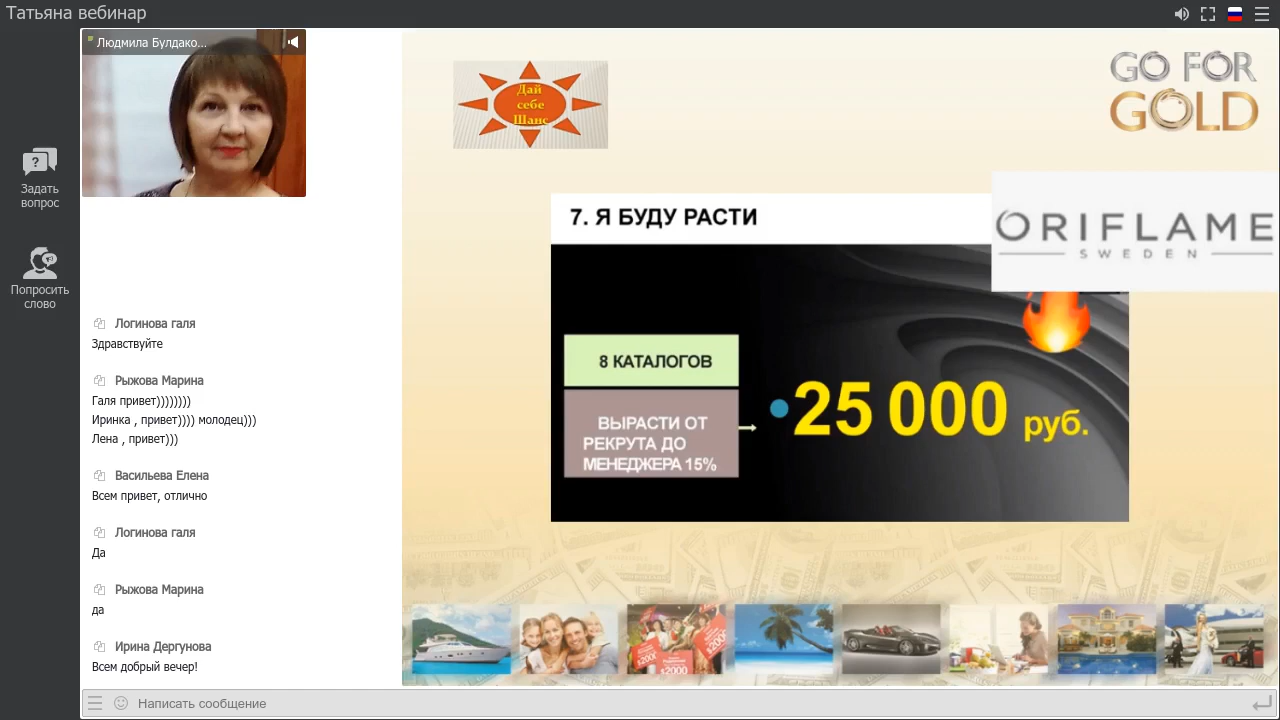 Татьяна вебинар
Людмила Булдако...
Задать
вопрос
Попросить
слово
Логинова галя
Здравствуйте
Рыжова Марина
Галя привет))))))))
Иринка , привет)))) молодец)))
Лена , привет)))
Васильева Елена
Всем привет, отлично
Логинова галя
Да
Рыжова Марина
да
Ирина Дергунова
Всем добрый вечер!
Написать сообщение
Дай
себе
Шанс
GO FOR
GOLD
ORIFLAME
SWEDEN
7. Я БУДУ РАСТИ
8 КАТАЛОГОВ
ВЫРАСТИ ОТ
РЕКРУТА ДО
МЕНЕДЖЕРА 15%
•25 000 руб.
$2000